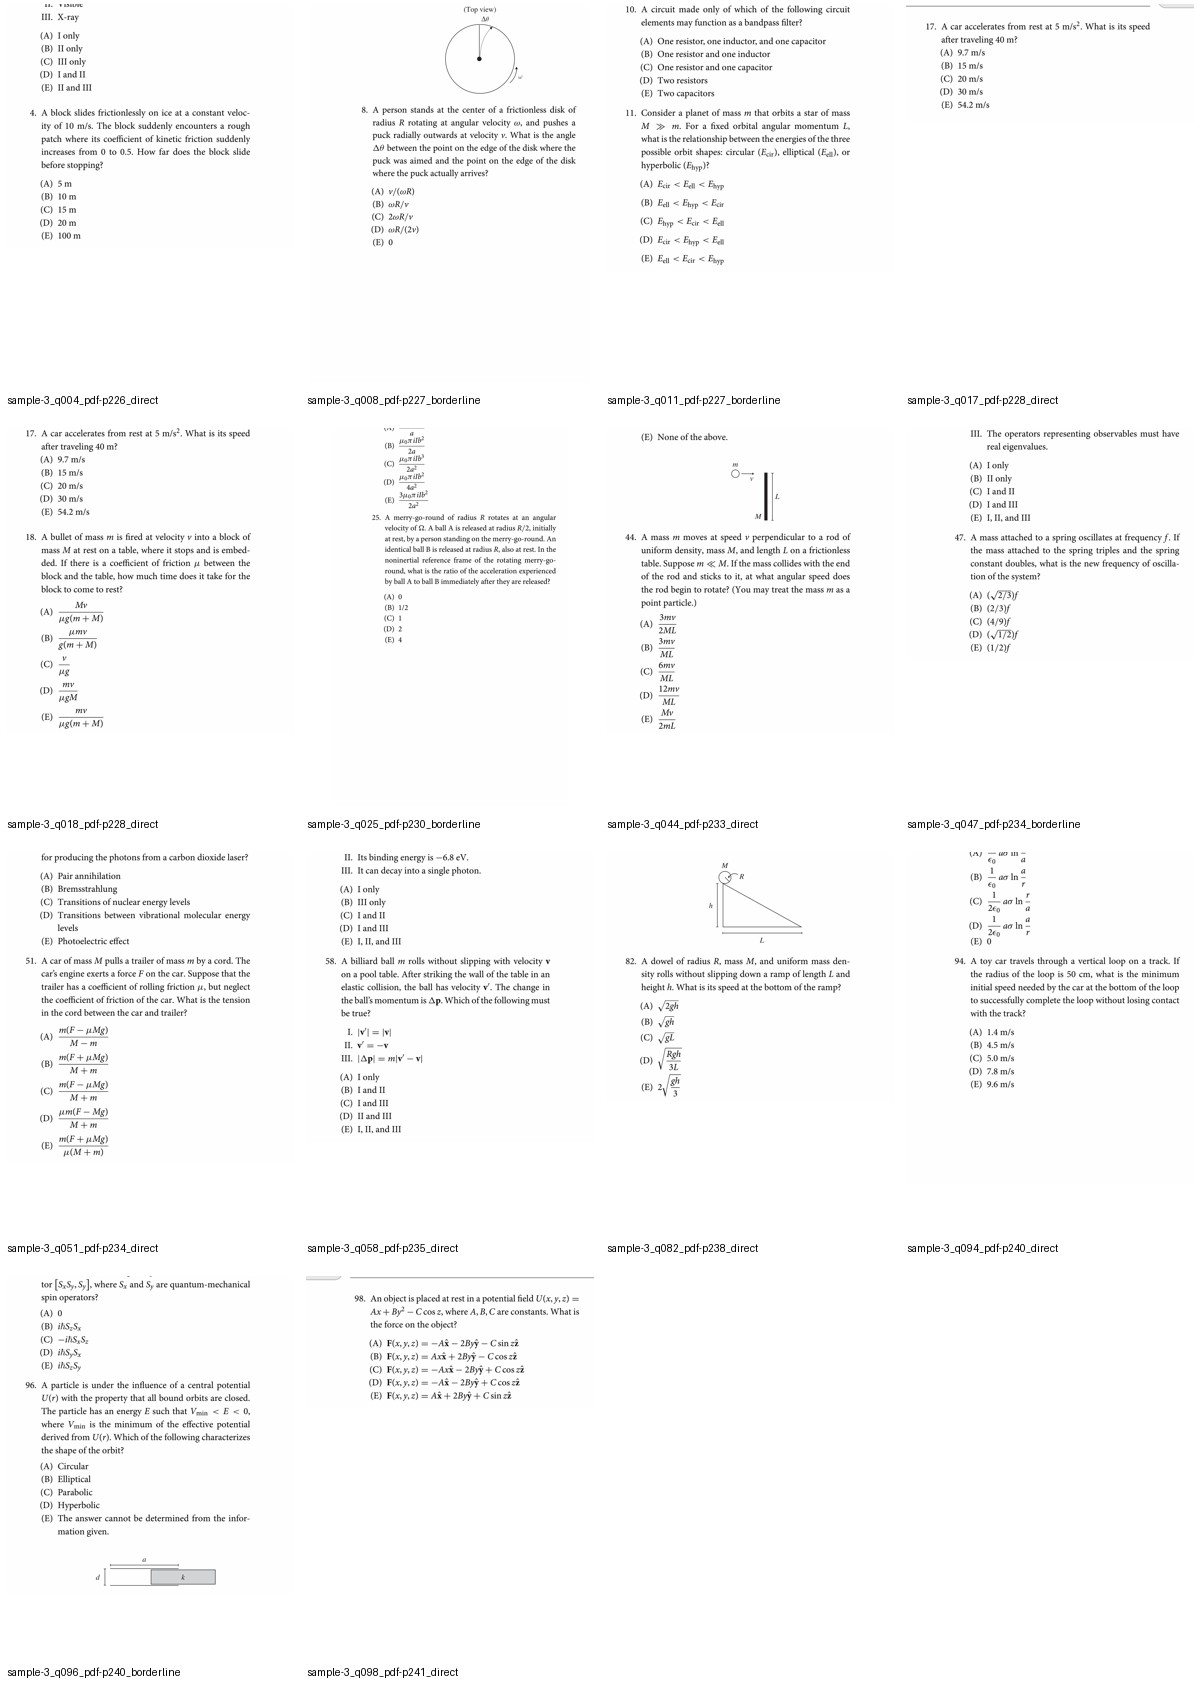 III. X-ray
(A) I only
(B) II only
(C) III only
(D) I and II
(E) II and III
4. A block slides frictionlessly on ice at a constant veloc-
ity of 10 m/s. The block suddenly encounters a rough
patch where its coefficient of kinetic friction suddenly
increases from 0 to 0.5. How far does the block slide
before stopping?
(A) 5 m
(B) 10 m
(C) 15 m
(D) 20 m
(E) 100 m
sample-3_q004_pdf-p226_direct
(Top view)
Δθ
ω
8. A person stands at the center of a frictionless disk of
radius R rotating at angular velocity ω, and pushes a
puck radially outwards at velocity v. What is the angle
Δθ between the point on the edge of the disk where the
puck was aimed and the point on the edge of the disk
where the puck actually arrives?
(A) v/(ωR)
(B) ωR/v
(C) 2ωR/v
(D) ωR/(2v)
(E) 0
sample-3_q008_pdf-p227_borderline
10. A circuit made only of which of the following circuit
elements may function as a bandpass filter?
(A) One resistor, one inductor, and one capacitor
(B) One resistor and one inductor
(C) One resistor and one capacitor
(D) Two resistors
(E) Two capacitors
11. Consider a planet of mass m that orbits a star of mass
M ≫ m. For a fixed orbital angular momentum L,
what is the relationship between the energies of the three
possible orbit shapes: circular (E_cir), elliptical (E_ell), or
hyperbolic (E_hyp)?
(A) E_cir < E_ell < E_hyp
(B) E_ell < E_hyp < E_cir
(C) E_hyp < E_cir < E_ell
(D) E_cir < E_hyp < E_ell
(E) E_ell < E_cir < E_hyp
sample-3_q011_pdf-p227_borderline
17. A car accelerates from rest at 5 m/s². What is its speed
after traveling 40 m?
(A) 9.7 m/s
(B) 15 m/s
(C) 20 m/s
(D) 30 m/s
(E) 54.2 m/s
sample-3_q017_pdf-p228_direct
17. A car accelerates from rest at 5 m/s². What is its speed
after traveling 40 m?
(A) 9.7 m/s
(B) 15 m/s
(C) 20 m/s
(D) 30 m/s
(E) 54.2 m/s
18. A bullet of mass m is fired at velocity v into a block of
mass M at rest on a table, where it stops and is embed-
ded. If there is a coefficient of friction μ between the
block and the table, how much time does it take for the
block to come to rest?
(A) Mv/μg(m + M)
(B) μmv/g(m + M)
(C) v/μg
(D) mv/μgM
(E) mv/μg(m + M)
sample-3_q018_pdf-p228_direct
a
(B) μ₀πiIb²/2a
(C) μ₀πiIb³/2a²
(D) μ₀πiIb²/4a²
(E) 3μ₀πiIb²/2a²
25. A merry-go-round of radius R rotates at an angular
velocity of Ω. A ball A is released at radius R/2, initially
at rest, by a person standing on the merry-go-round. An
identical ball B is released at radius R, also at rest. In the
noninertial reference frame of the rotating merry-go-
round, what is the ratio of the acceleration experienced
by ball A to ball B immediately after they are released?
(A) 0
(B) 1/2
(C) 1
(D) 2
(E) 4
sample-3_q025_pdf-p230_borderline
(E) None of the above.
m
v
L
M
44. A mass m moves at speed v perpendicular to a rod of
uniform density, mass M, and length L on a frictionless
table. Suppose m ≪ M. If the mass collides with the end
of the rod and sticks to it, at what angular speed does
the rod begin to rotate? (You may treat the mass m as a
point particle.)
(A) 3mv/2ML
(B) 3mv/ML
(C) 6mv/ML
(D) 12mv/ML
(E) Mv/2mL
sample-3_q044_pdf-p233_direct
III. The operators representing observables must have
real eigenvalues.
(A) I only
(B) II only
(C) I and II
(D) I and III
(E) I, II, and III
47. A mass attached to a spring oscillates at frequency f. If
the mass attached to the spring triples and the spring
constant doubles, what is the new frequency of oscilla-
tion of the system?
(A) (√2/3)f
(B) (2/3)f
(C) (4/9)f
(D) (√1/2)f
(E) (1/2)f
sample-3_q047_pdf-p234_borderline
for producing the photons from a carbon dioxide laser?
(A) Pair annihilation
(B) Bremsstrahlung
(C) Transitions of nuclear energy levels
(D) Transitions between vibrational molecular energy
levels
(E) Photoelectric effect
51. A car of mass M pulls a trailer of mass m by a cord. The
car's engine exerts a force F on the car. Suppose that the
trailer has a coefficient of rolling friction μ, but neglect
the coefficient of friction of the car. What is the tension
in the cord between the car and trailer?
(A) m(F − μMg)/M − m
(B) m(F + μMg)/M + m
(C) m(F − μMg)/M + m
(D) μm(F − Mg)/M + m
(E) m(F + μMg)/μ(M + m)
sample-3_q051_pdf-p234_direct
II. Its binding energy is −6.8 eV.
III. It can decay into a single photon.
(A) I only
(B) III only
(C) I and II
(D) I and III
(E) I, II, and III
58. A billiard ball m rolls without slipping with velocity v
on a pool table. After striking the wall of the table in an
elastic collision, the ball has velocity v′. The change in
the ball's momentum is Δp. Which of the following must
be true?
I. |v′| = |v|
II. v′ = −v
III. |Δp| = m|v′ − v|
(A) I only
(B) I and II
(C) I and III
(D) II and III
(E) I, II, and III
sample-3_q058_pdf-p235_direct
M
R
h
L
82. A dowel of radius R, mass M, and uniform mass den-
sity rolls without slipping down a ramp of length L and
height h. What is its speed at the bottom of the ramp?
(A) √2gh
(B) √gh
(C) √gL
(D) √(Rgh/3L)
(E) 2√(gh/3)
sample-3_q082_pdf-p238_direct
(B) 1/ϵ₀ aσ ln a/r
(C) 1/2ϵ₀ aσ ln r/a
(D) 1/2ϵ₀ aσ ln a/r
(E) 0
94. A toy car travels through a vertical loop on a track. If
the radius of the loop is 50 cm, what is the minimum
initial speed needed by the car at the bottom of the loop
to successfully complete the loop without losing contact
with the track?
(A) 1.4 m/s
(B) 4.5 m/s
(C) 5.0 m/s
(D) 7.8 m/s
(E) 9.6 m/s
sample-3_q094_pdf-p240_direct
tor [SₓS_y, S_y], where Sₓ and S_y are quantum-mechanical
spin operators?
(A) 0
(B) iħS_zSₓ
(C) −iħSₓS_z
(D) iħS_ySₓ
(E) iħS_zS_y
96. A particle is under the influence of a central potential
U(r) with the property that all bound orbits are closed.
The particle has an energy E such that V_min < E < 0,
where V_min is the minimum of the effective potential
derived from U(r). Which of the following characterizes
the shape of the orbit?
(A) Circular
(B) Elliptical
(C) Parabolic
(D) Hyperbolic
(E) The answer cannot be determined from the infor-
mation given.
a
d
k
sample-3_q096_pdf-p240_borderline
98. An object is placed at rest in a potential field U(x, y, z) =
Ax + By² − C cos z, where A, B, C are constants. What is
the force on the object?
(A) F(x, y, z) = −Ax̂ − 2Byŷ − C sin zẑ
(B) F(x, y, z) = Axx̂ + 2Byŷ − C cos zẑ
(C) F(x, y, z) = −Axx̂ − 2Byŷ + C cos zẑ
(D) F(x, y, z) = −Ax̂ − 2Byŷ + C cos zẑ
(E) F(x, y, z) = Ax̂ + 2Byŷ + C sin zẑ
sample-3_q098_pdf-p241_direct